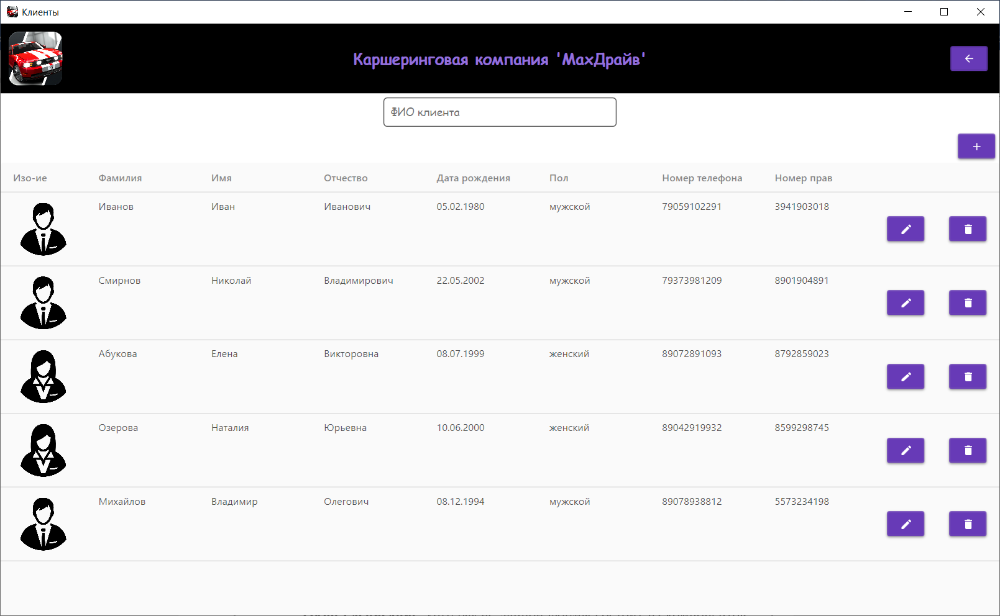 Клиенты
Каршеринговая компания 'МахДрайв'
ФИО клиента
Изо-ие Фамилия Имя Отчество Дата рождения Пол Номер телефона Номер прав
Иванов Иван Иванович 05.02.1980 мужской 79059102291 3941903018
Смирнов Николай Владимирович 22.05.2002 мужской 79373981209 8901904891
Абукова Елена Викторовна 08.07.1999 женский 89072891093 8792859023
Озерова Наталия Юрьевна 10.06.2000 женский 89042919932 8599298745
Михайлов Владимир Олегович 08.12.1994 мужской 89078938812 5573234198